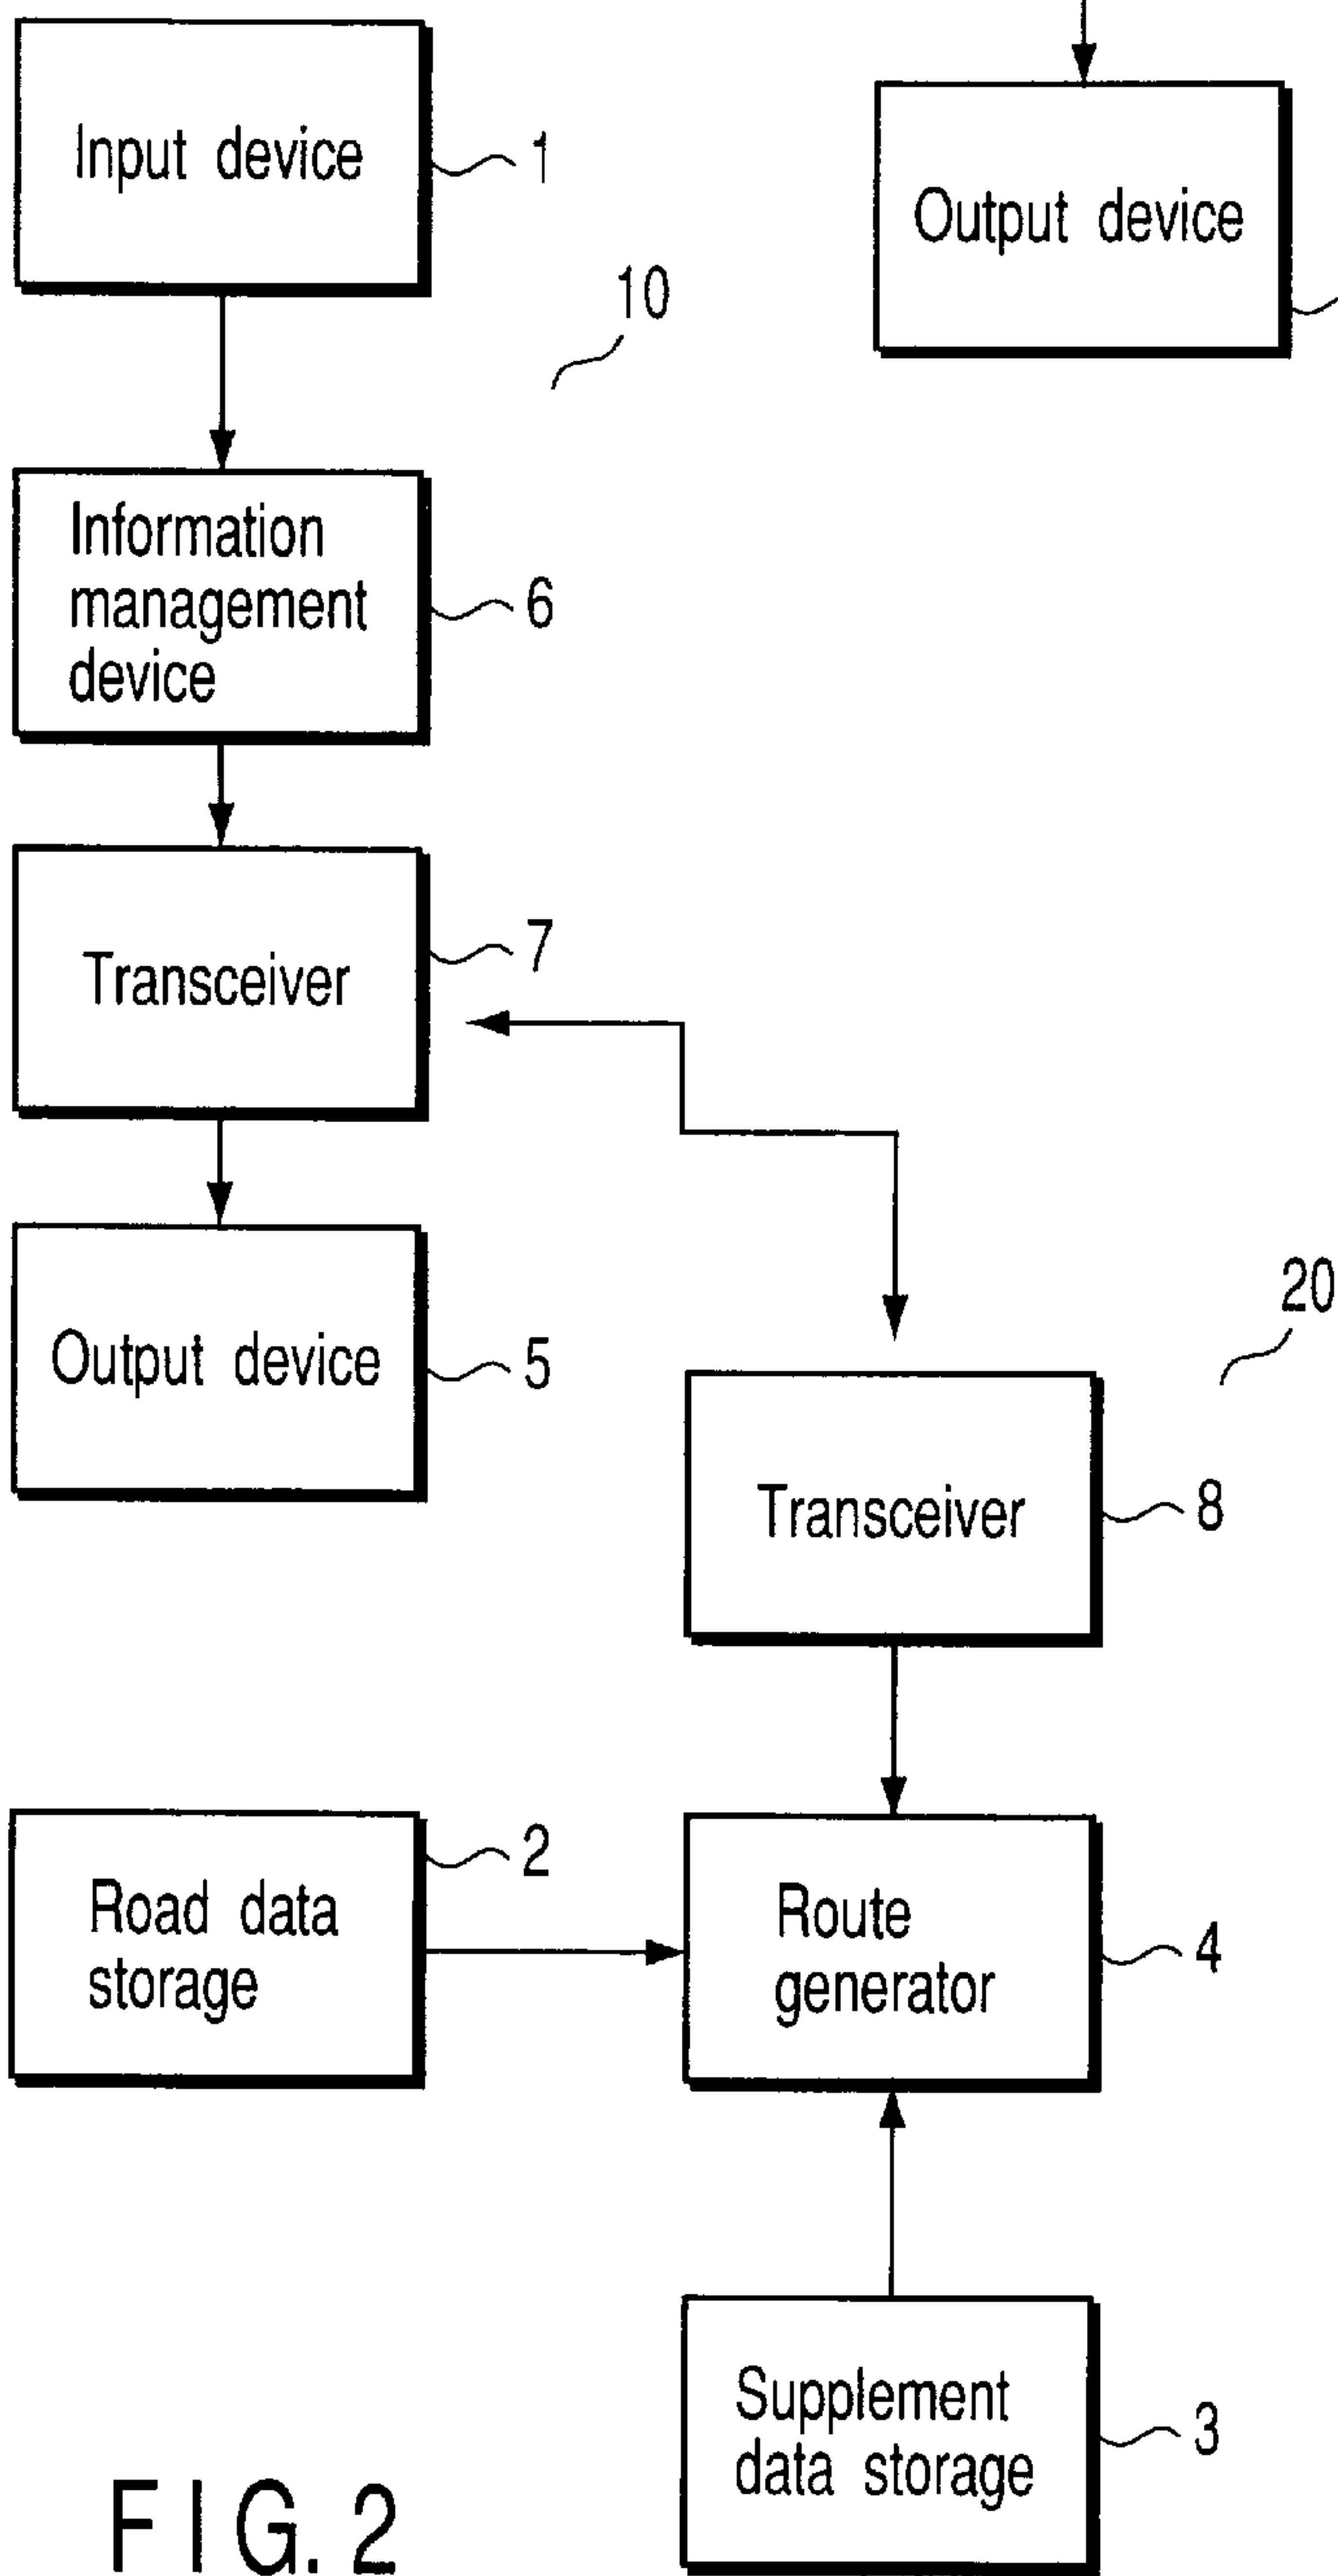 Input device
1
Output device
10
Information
management
device
6
Transceiver
7
Output device
5
20
Transceiver
8
Road data
storage
2
Route
generator
4
Supplement
data storage
3
FIG. 2